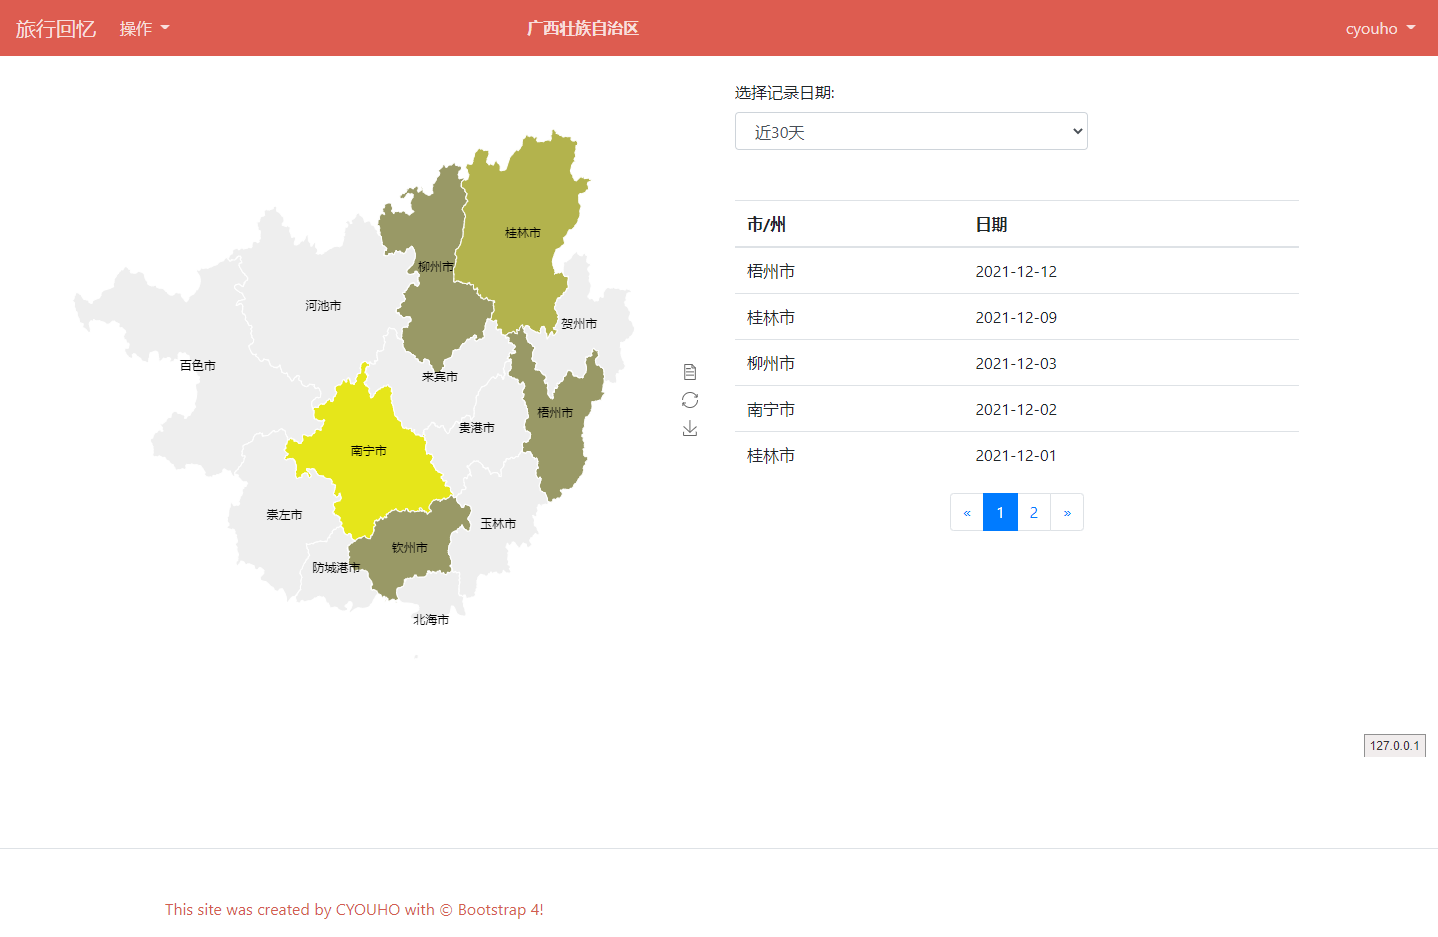 旅行回忆 操作 广西壮族自治区 cyouho
选择记录日期:
近30天
市/州 日期
梧州市 2021-12-12
桂林市 2021-12-09
柳州市 2021-12-03
南宁市 2021-12-02
桂林市 2021-12-01
« 1 2 »
桂林市
柳州市
河池市
贺州市
百色市
来宾市
梧州市
贵港市
南宁市
崇左市
玉林市
钦州市
防城港市
北海市
127.0.0.1
This site was created by CYOUHO with © Bootstrap 4!